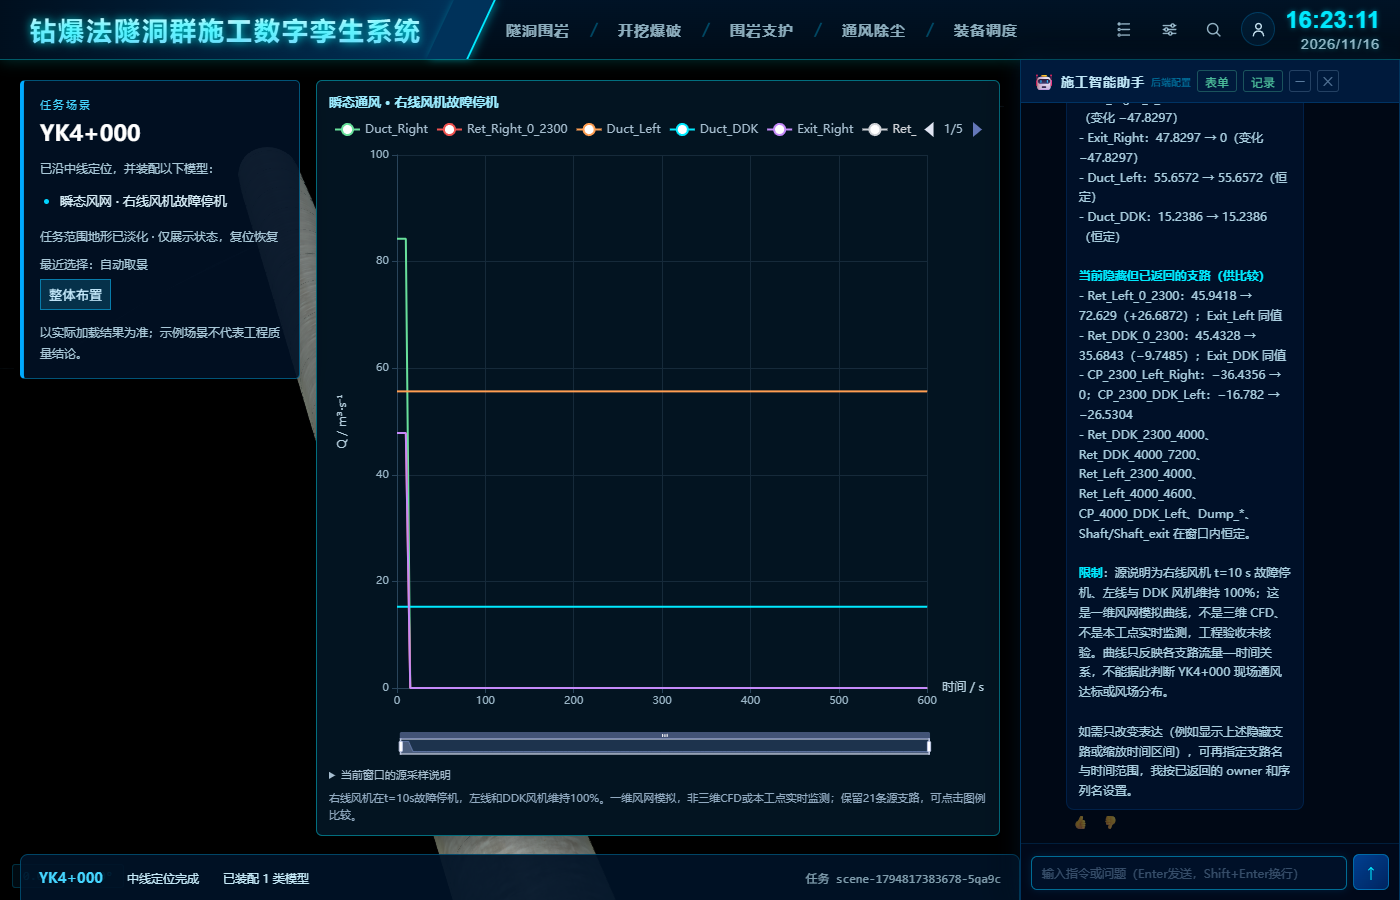 钻爆法隧洞群施工数字孪生系统
隧洞围岩 / 开挖爆破 / 围岩支护 / 通风除尘 / 装备调度
16:23:11
2026/11/16
任务场景
YK4+000
已沿中线定位，并装配以下模型：
瞬态风网 · 右线风机故障停机
任务范围地形已淡化 · 仅展示状态，复位恢复
最近选择：自动取景
整体布置
以实际加载结果为准；示例场景不代表工程质
量结论。
瞬态通风 • 右线风机故障停机
Duct_Right Ret_Right_0_2300 Duct_Left Duct_DDK Exit_Right Ret_ 1/5
100
80
60
40
20
0
Q / m³·s⁻¹
0 100 200 300 400 500 600
时间 / s
当前窗口的源采样说明
右线风机在t=10s故障停机，左线和DDK风机维持100%。一维风网模拟，非三维CFD或本工点实时监测；保留21条源支路，可点击图例
比较。
施工智能助手 后端配置 表单 记录
（变化 −47.8297）
- Exit_Right：47.8297 → 0（变化
−47.8297）
- Duct_Left：55.6572 → 55.6572（恒
定）
- Duct_DDK：15.2386 → 15.2386
（恒定）
当前隐藏但已返回的支路（供比较）
- Ret_Left_0_2300：45.9418 →
72.629（+26.6872）；Exit_Left 同值
- Ret_DDK_0_2300：45.4328 →
35.6843（−9.7485）；Exit_DDK 同值
- CP_2300_Left_Right：−36.4356 →
0；CP_2300_DDK_Left：−16.782 →
−26.5304
- Ret_DDK_2300_4000、
Ret_DDK_4000_7200、
Ret_Left_2300_4000、
Ret_Left_4000_4600、
CP_4000_DDK_Left、Dump_*、
Shaft/Shaft_exit 在窗口内恒定。
限制：源说明为右线风机 t=10 s 故障停
机、左线与 DDK 风机维持 100%；这
是一维风网模拟曲线，不是三维 CFD、
不是本工点实时监测，工程验收未核
验。曲线只反映各支路流量—时间关
系，不能据此判断 YK4+000 现场通风
达标或风场分布。
如需只改变表达（例如显示上述隐藏支
路或缩放时间区间），可再指定支路名
与时间范围，我按已返回的 owner 和序
列名设置。
输入指令或问题（Enter发送，Shift+Enter换行）
YK4+000 中线定位完成 已装配 1 类模型
任务 scene-1794817383678-5qa9c